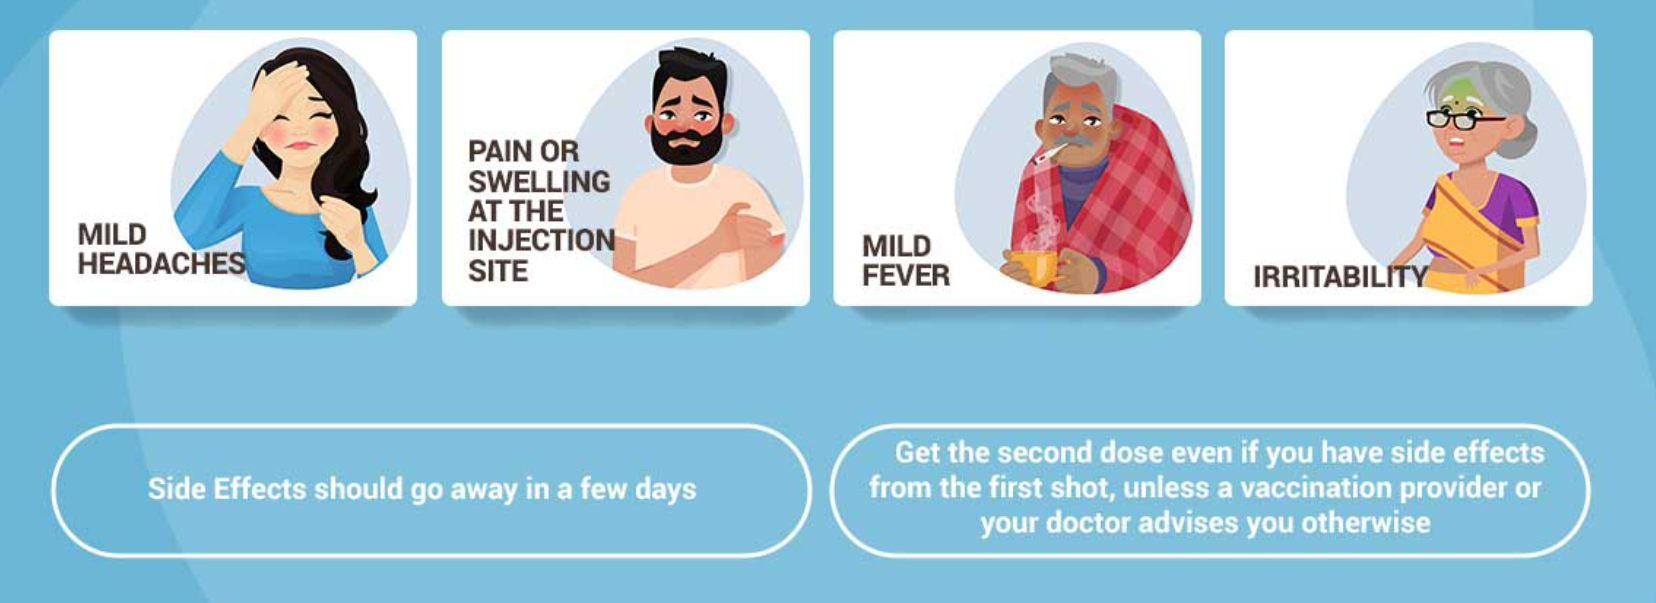 MILD
HEADACHES
PAIN OR
SWELLING
AT THE
INJECTION
SITE
MILD
FEVER
IRRITABILITY
Side Effects should go away in a few days
Get the second dose even if you have side effects
from the first shot, unless a vaccination provider or
your doctor advises you otherwise